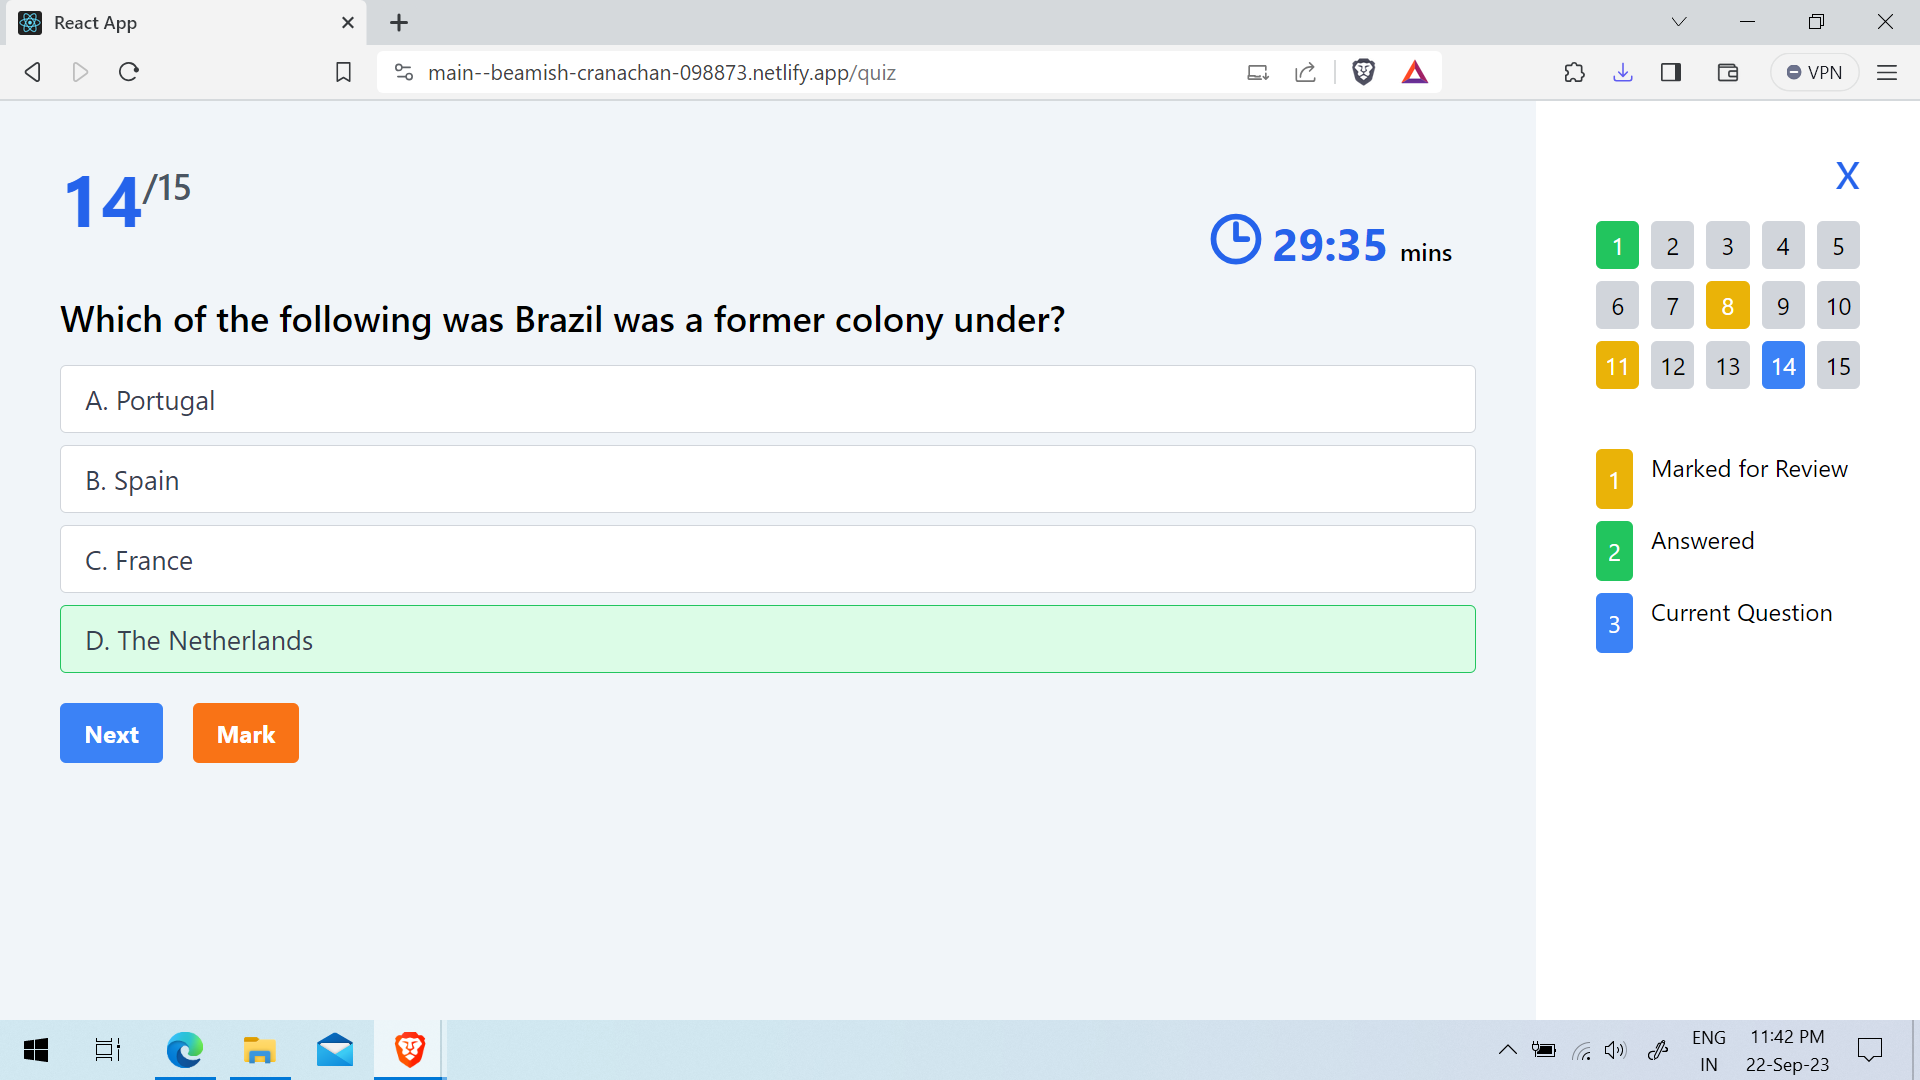 React App
main--beamish-cranachan-098873.netlify.app/quiz
VPN
14/15
29:35 mins
Which of the following was Brazil was a former colony under?
A. Portugal
B. Spain
C. France
D. The Netherlands
Next Mark
X
1 2 3 4 5
6 7 8 9 10
11 12 13 14 15
1 Marked for Review
2 Answered
3 Current Question
ENG
IN
11:42 PM
22-Sep-23